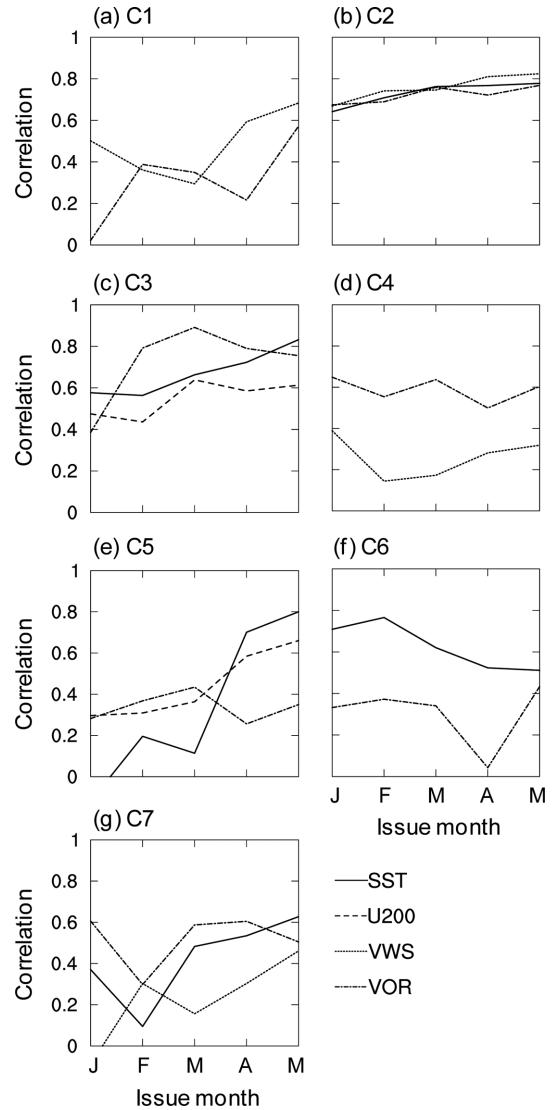 (a) C1
(b) C2
1
0.8
0.6
0.4
0.2
0
Correlation
(c) C3
(d) C4
1
0.8
0.6
0.4
0.2
0
Correlation
(e) C5
(f) C6
1
0.8
0.6
0.4
0.2
0
Correlation
J F M A M
Issue month
(g) C7
1
0.8
0.6
0.4
0.2
0
Correlation
J F M A M
Issue month
SST
U200
VWS
VOR